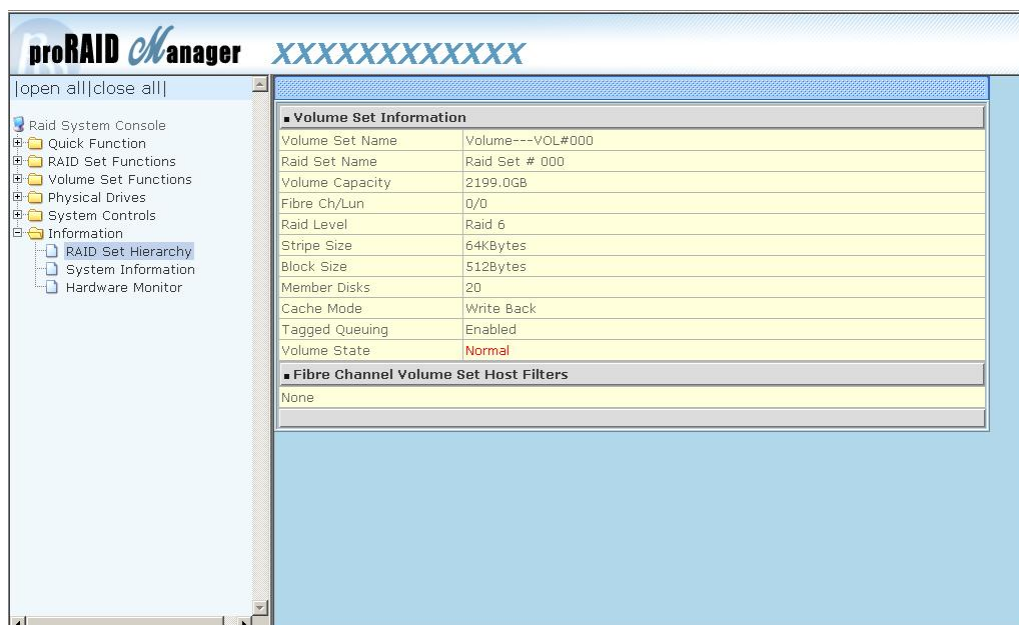 proRAID Manager XXXXXXXXXXXXX
|open all|close all|
Raid System Console
Quick Function
RAID Set Functions
Volume Set Functions
Physical Drives
System Controls
Information
RAID Set Hierarchy
System Information
Hardware Monitor
Volume Set Information
Volume Set Name Volume---VOL#000
Raid Set Name Raid Set # 000
Volume Capacity 2199.0GB
Fibre Ch/Lun 0/0
Raid Level Raid 6
Stripe Size 64KBytes
Block Size 512Bytes
Member Disks 20
Cache Mode Write Back
Tagged Queuing Enabled
Volume State Normal
Fibre Channel Volume Set Host Filters
None